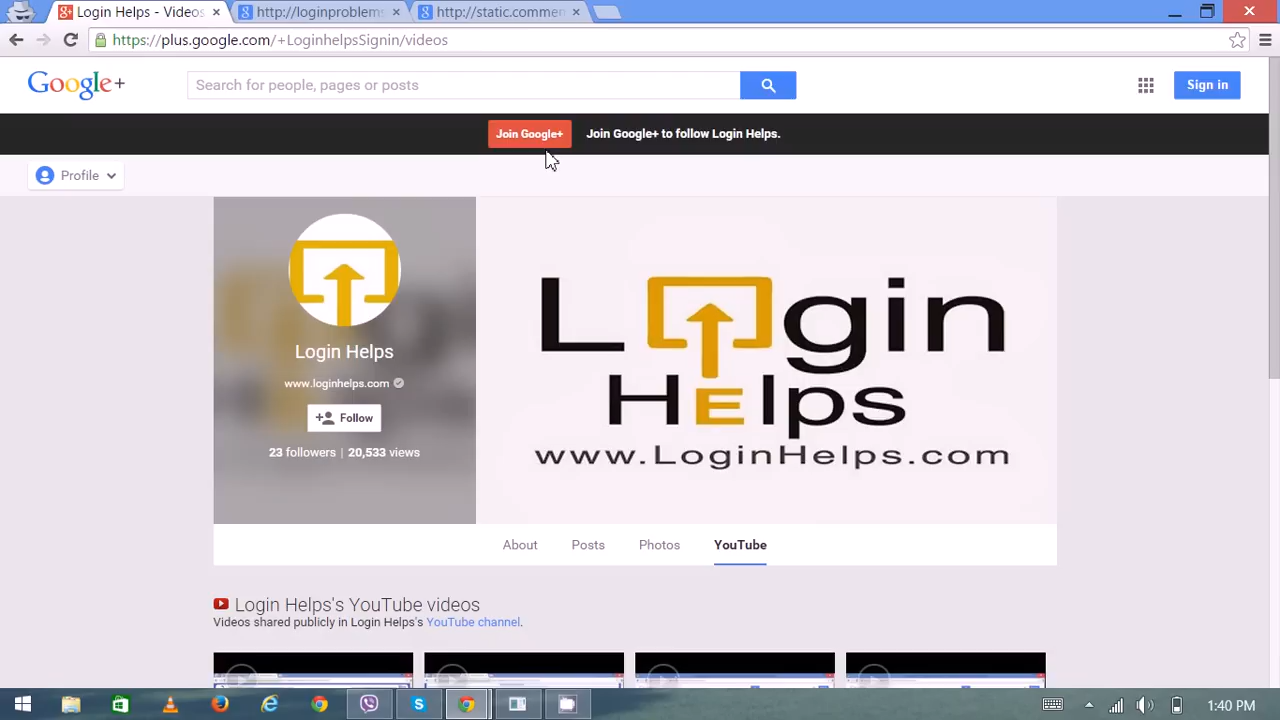 Login Helps - Videos
http://loginproblems
http://static.commen
https://plus.google.com/+LoginhelpsSignin/videos
Google+
Search for people, pages or posts
Sign in
Join Google+
Join Google+ to follow Login Helps.
Profile
Login Helps
www.loginhelps.com
Follow
23 followers | 20,533 views
Login
Helps
www.LoginHelps.com
About
Posts
Photos
YouTube
Login Helps's YouTube videos
Videos shared publicly in Login Helps's YouTube channel.
1:40 PM